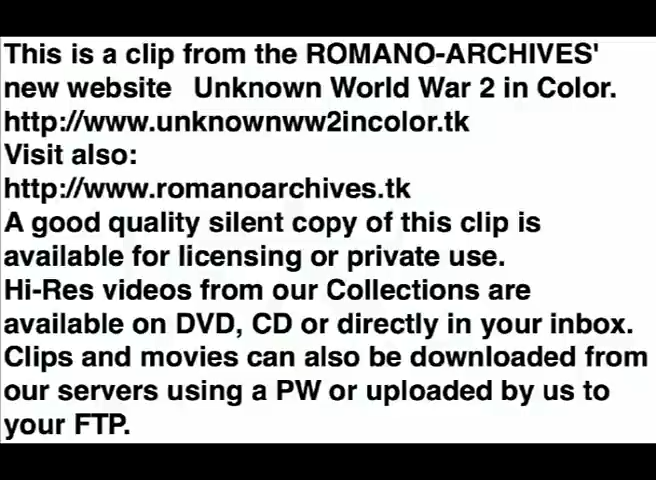 This is a clip from the ROMANO-ARCHIVES'
new website Unknown World War 2 in Color.
http://www.unknownww2incolor.tk
Visit also:
http://www.romanoarchives.tk
A good quality silent copy of this clip is
available for licensing or private use.
Hi-Res videos from our Collections are
available on DVD, CD or directly in your inbox.
Clips and movies can also be downloaded from
our servers using a PW or uploaded by us to
your FTP.